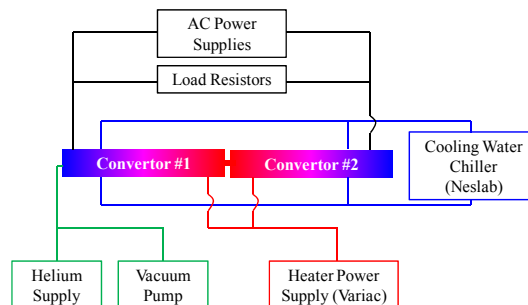 AC Power
Supplies
Load Resistors
Convertor #1
Convertor #2
Cooling Water
Chiller
(Neslab)
Helium
Supply
Vacuum
Pump
Heater Power
Supply (Variac)